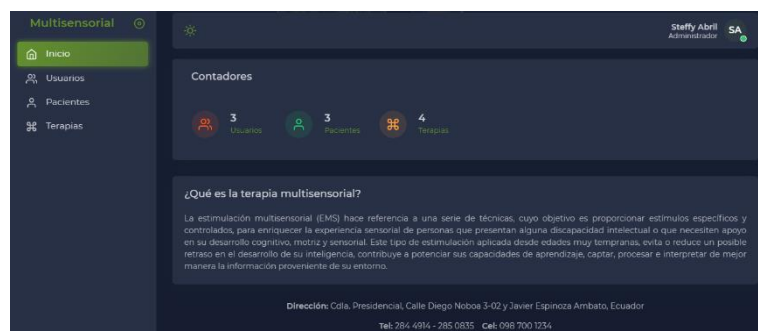 Multisensorial
Steffy Abril
Administrador
SA
Inicio
Usuarios
Pacientes
Terapias
Contadores
3
Usuarios
3
Pacientes
4
Terapias
¿Qué es la terapia multisensorial?
La estimulación multisensorial (EMS) hace referencia a una serie de técnicas, cuyo objetivo es proporcionar estímulos específicos y
controlados, para enriquecer la experiencia sensorial de personas que presentan alguna discapacidad intelectual o que necesiten apoyo
en su desarrollo cognitivo, motriz y sensorial. Este tipo de estimulación aplicada desde edades muy tempranas, evita o reduce un posible
retraso en el desarrollo de su inteligencia, contribuye a potenciar sus capacidades de aprendizaje, captar, procesar e interpretar de mejor
manera la información proveniente de su entorno.
Dirección: Cdla. Presidencial, Calle Diego Noboa 3-02 y Javier Espinoza Ambato, Ecuador
Tel: 284 4914 - 285 0835 Cel: 098 700 1234